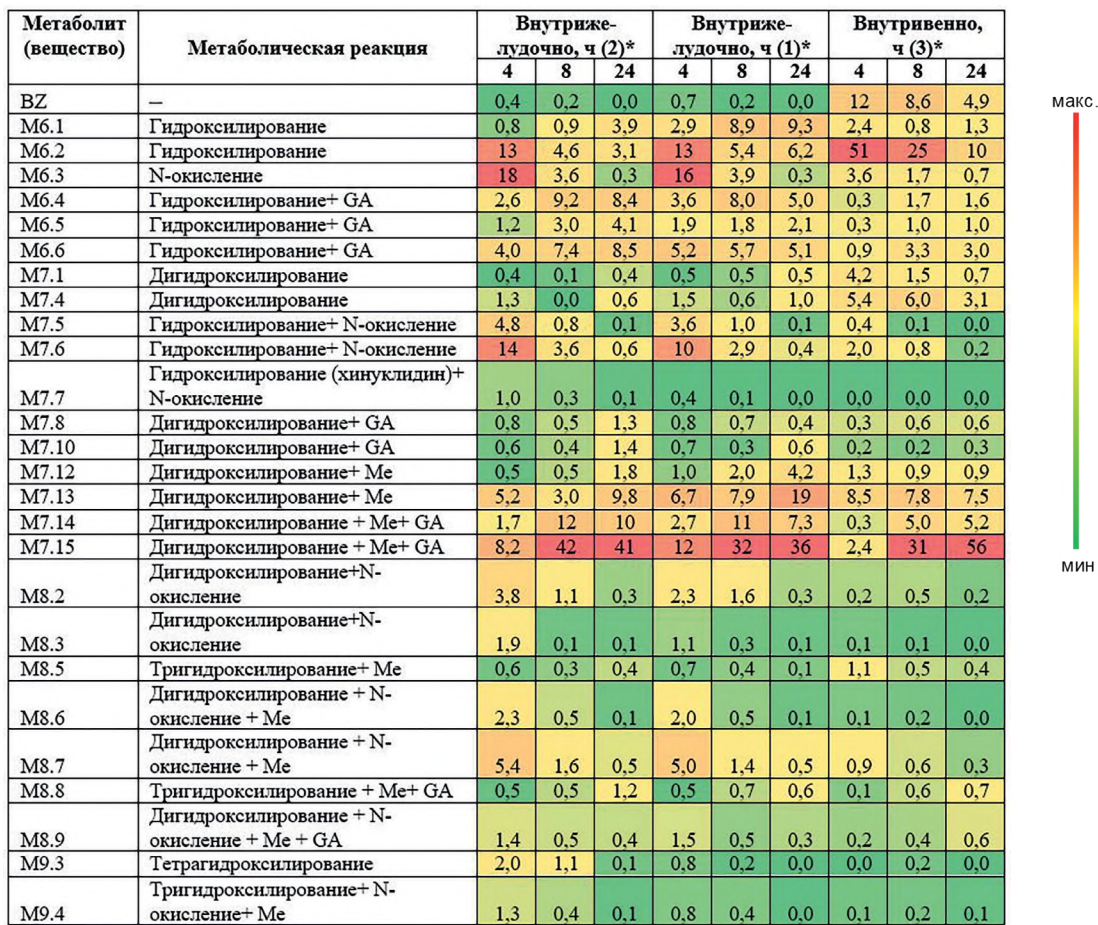 Метаболит (вещество) Метаболическая реакция Внутриже-лудочно, ч (2)* Внутриже-лудочно, ч (1)* Внутривенно, ч (3)*
4 8 24 4 8 24 4 8 24
BZ – 0,4 0,2 0,0 0,7 0,2 0,0 12 8,6 4,9
M6.1 Гидроксилирование 0,8 0,9 3,9 2,9 8,9 9,3 2,4 0,8 1,3
M6.2 Гидроксилирование 13 4,6 3,1 13 5,4 6,2 51 25 10
M6.3 N-окисление 18 3,6 0,3 16 3,9 0,3 3,6 1,7 0,7
M6.4 Гидроксилирование+ GA 2,6 9,2 8,4 3,6 8,0 5,0 0,3 1,7 1,6
M6.5 Гидроксилирование+ GA 1,2 3,0 4,1 1,9 1,8 2,1 0,3 1,0 1,0
M6.6 Гидроксилирование+ GA 4,0 7,4 8,5 5,2 5,7 5,1 0,9 3,3 3,0
M7.1 Дигидроксилирование 0,4 0,1 0,4 0,5 0,5 0,5 4,2 1,5 0,7
M7.4 Дигидроксилирование 1,3 0,0 0,6 1,5 0,6 1,0 5,4 6,0 3,1
M7.5 Гидроксилирование+ N-окисление 4,8 0,8 0,1 3,6 1,0 0,1 0,4 0,1 0,0
M7.6 Гидроксилирование+ N-окисление 14 3,6 0,6 10 2,9 0,4 2,0 0,8 0,2
Гидроксилирование (хинуклидин)+
M7.7 N-окисление 1,0 0,3 0,1 0,4 0,1 0,0 0,0 0,0 0,0
M7.8 Дигидроксилирование+ GA 0,8 0,5 1,3 0,8 0,7 0,4 0,3 0,6 0,6
M7.10 Дигидроксилирование+ GA 0,6 0,4 1,4 0,7 0,3 0,6 0,2 0,2 0,3
M7.12 Дигидроксилирование+ Me 0,5 0,5 1,8 1,0 2,0 4,2 1,3 0,9 0,9
M7.13 Дигидроксилирование+ Me 5,2 3,0 9,8 6,7 7,9 19 8,5 7,8 7,5
M7.14 Дигидроксилирование + Me+ GA 1,7 12 10 2,7 11 7,3 0,3 5,0 5,2
M7.15 Дигидроксилирование + Me+ GA 8,2 42 41 12 32 36 2,4 31 56
Дигидроксилирование+N-
M8.2 окисление 3,8 1,1 0,3 2,3 1,6 0,3 0,2 0,5 0,2
Дигидроксилирование+N-
M8.3 окисление 1,9 0,1 0,1 1,1 0,3 0,1 0,1 0,1 0,0
M8.5 Тригидроксилирование+ Me 0,6 0,3 0,4 0,7 0,4 0,1 1,1 0,5 0,4
Дигидроксилирование + N-
M8.6 окисление + Me 2,3 0,5 0,1 2,0 0,5 0,1 0,1 0,2 0,0
Дигидроксилирование + N-
M8.7 окисление + Me 5,4 1,6 0,5 5,0 1,4 0,5 0,9 0,6 0,3
M8.8 Тригидроксилирование + Me+ GA 0,5 0,5 1,2 0,5 0,7 0,6 0,1 0,6 0,7
Дигидроксилирование + N-
M8.9 окисление + Me + GA 1,4 0,5 0,4 1,5 0,5 0,3 0,2 0,4 0,6
M9.3 Тетрагидроксилирование 2,0 1,1 0,1 0,8 0,2 0,0 0,0 0,2 0,0
Тригидроксилирование+ N-
M9.4 окисление+ Me 1,3 0,4 0,1 0,8 0,4 0,0 0,1 0,2 0,1
макс.
мин